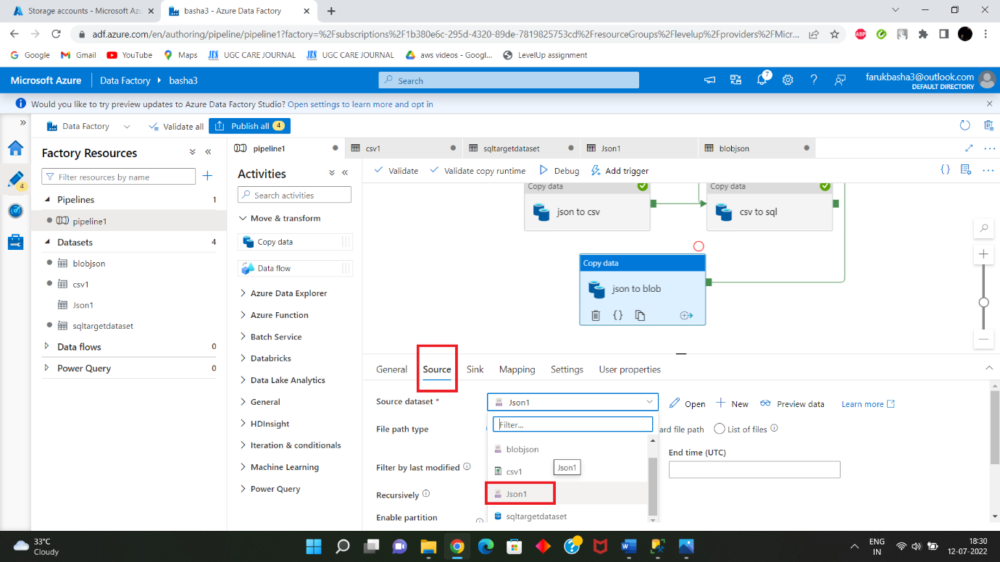 Storage accounts - Microsoft Azu
basha3 - Azure Data Factory
adf.azure.com/en/authoring/pipeline/pipeline1?factory=%2Fsubscriptions%2F1b380e6c-295d-4320-89de-7819825753cd%2FresourceGroups%2Flevelup%2Fproviders%2FMicr...
ABP
Google
Gmail
YouTube
Maps
UGC CARE JOURNAL
UGC CARE JOURNAL
aws videos - Googl...
LevelUp assignment
Microsoft Azure
Data Factory
basha3
Search
7
farukbasha3@outlook.com
DEFAULT DIRECTORY
Would you like to try preview updates to Azure Data Factory Studio? Open settings to learn more and opt in
Data Factory
Validate all
Publish all 4
4
Factory Resources
Filter resources by name
Pipelines 1
pipeline1
Datasets 4
blobjson
csv1
Json1
sqltargetdataset
Data flows 0
Power Query 0
pipeline1
csv1
sqltargetdataset
Json1
blobjson
Activities
Search activities
Move & transform
Copy data
Data flow
Azure Data Explorer
Azure Function
Batch Service
Databricks
Data Lake Analytics
General
HDInsight
Iteration & conditionals
Machine Learning
Power Query
Validate
Validate copy runtime
Debug
Add trigger
Copy data
json to csv
Copy data
csv to sql
Copy data
json to blob
General
Source
Sink
Mapping
Settings
User properties
Source dataset *
Json1
Open
New
Preview data
Learn more
Filter...
File path type
ard file path
List of files
blobjson
End time (UTC)
Filter by last modified
csv1
Json1
Recursively
Json1
Enable partition
sqltargetdataset
33°C
Cloudy
ENG
IN
18:30
12-07-2022